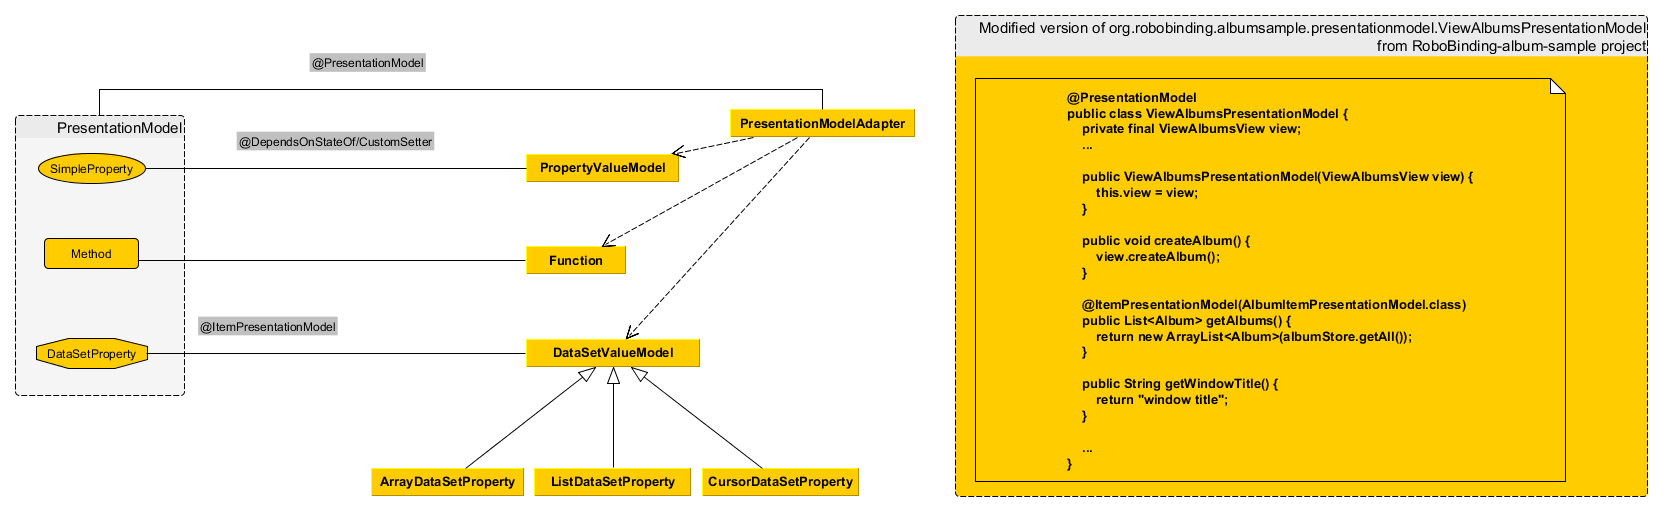 @PresentationModel
PresentationModel
PresentationModelAdapter
@DependsOnStateOf/CustomSetter
SimpleProperty
PropertyValueModel
Method
Function
@ItemPresentationModel
DataSetProperty
DataSetValueModel
ArrayDataSetProperty
ListDataSetProperty
CursorDataSetProperty
Modified version of org.robobinding.albumsample.presentationmodel.ViewAlbumsPresentationModel
from RoboBinding-album-sample project
@PresentationModel
public class ViewAlbumsPresentationModel {
private final ViewAlbumsView view;
...
public ViewAlbumsPresentationModel(ViewAlbumsView view) {
this.view = view;
}
public void createAlbum() {
view.createAlbum();
}
@ItemPresentationModel(AlbumItemPresentationModel.class)
public List<Album> getAlbums() {
return new ArrayList<Album>(albumStore.getAll());
}
public String getWindowTitle() {
return "window title";
}
...
}